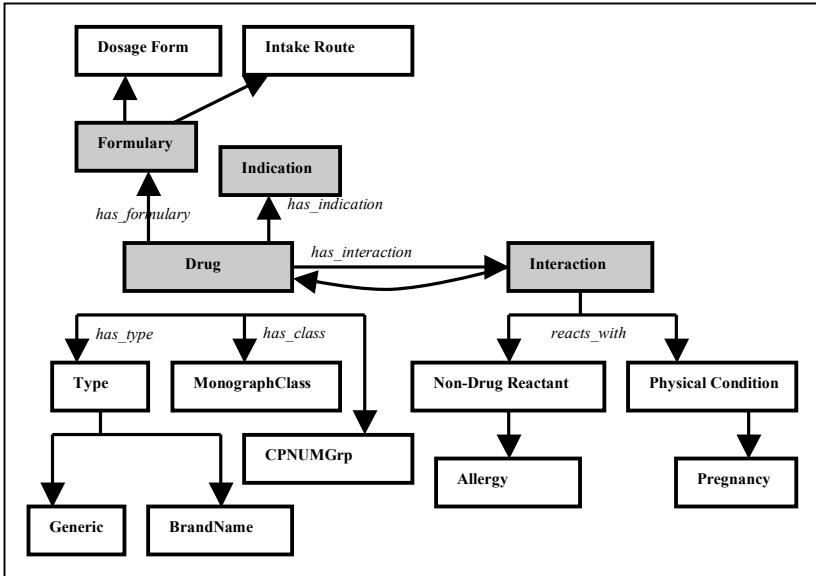 Dosage Form
Intake Route
Formulary
Indication
has_formulary
has_indication
Drug
has_interaction
Interaction
has_type
has_class
reacts_with
Type
MonographClass
Non-Drug Reactant
Physical Condition
CPNUMGrp
Allergy
Pregnancy
Generic
BrandName